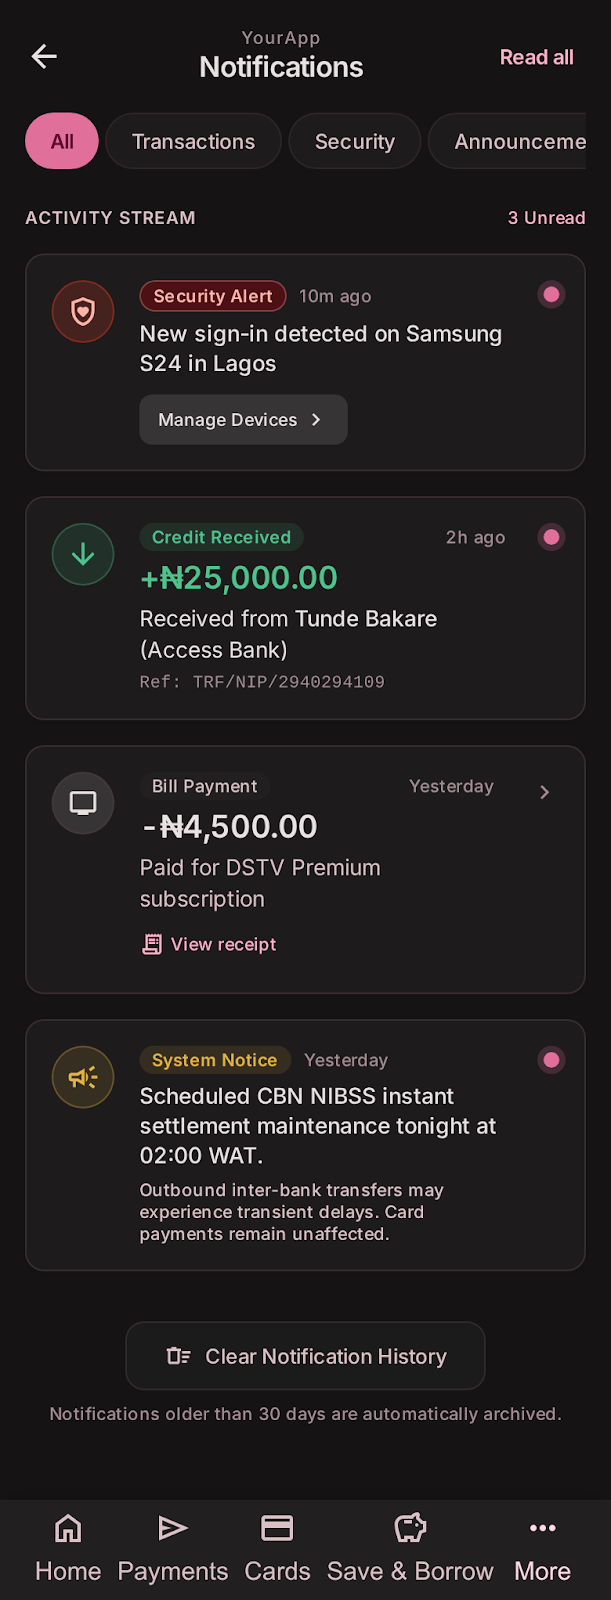 YourApp
Notifications
Read all
All
Transactions
Security
Announceme
ACTIVITY STREAM
3 Unread
Security Alert
10m ago
New sign-in detected on Samsung
S24 in Lagos
Manage Devices
Credit Received
2h ago
+₦25,000.00
Received from Tunde Bakare
(Access Bank)
Ref: TRF/NIP/2940294109
Bill Payment
Yesterday
-₦4,500.00
Paid for DSTV Premium
subscription
View receipt
System Notice
Yesterday
Scheduled CBN NIBSS instant
settlement maintenance tonight at
02:00 WAT.
Outbound inter-bank transfers may
experience transient delays. Card
payments remain unaffected.
Clear Notification History
Notifications older than 30 days are automatically archived.
Home
Payments
Cards
Save & Borrow
More